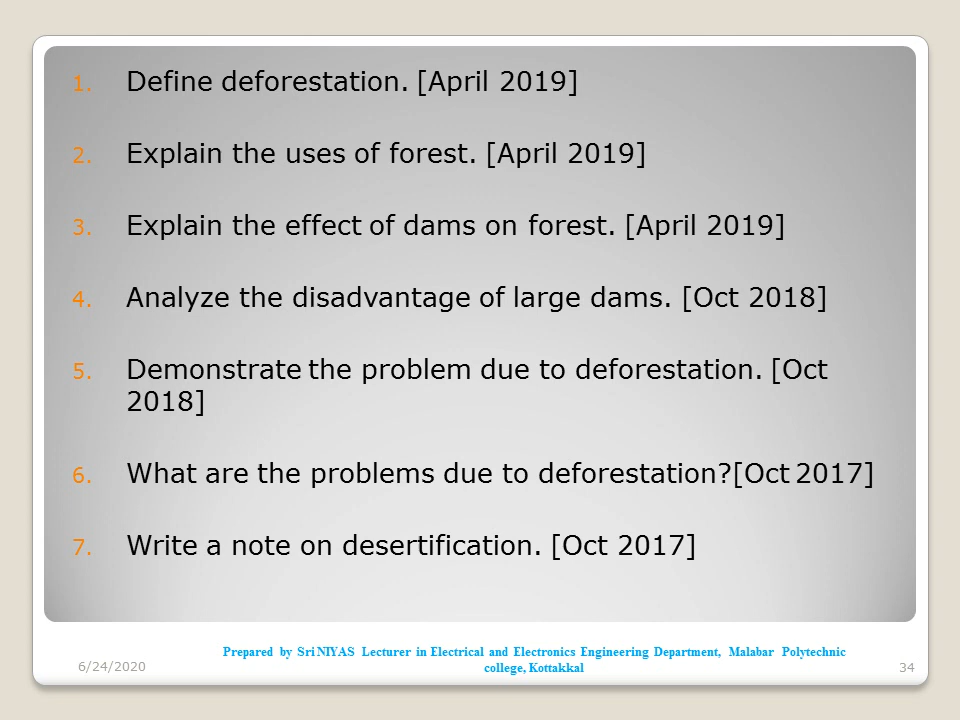 1. Define deforestation. [April 2019]
2. Explain the uses of forest. [April 2019]
3. Explain the effect of dams on forest. [April 2019]
4. Analyze the disadvantage of large dams. [Oct 2018]
5. Demonstrate the problem due to deforestation. [Oct
2018]
6. What are the problems due to deforestation?[Oct 2017]
7. Write a note on desertification. [Oct 2017]
6/24/2020
Prepared by Sri NIYAS Lecturer in Electrical and Electronics Engineering Department, Malabar Polytechnic
college, Kottakkal
34